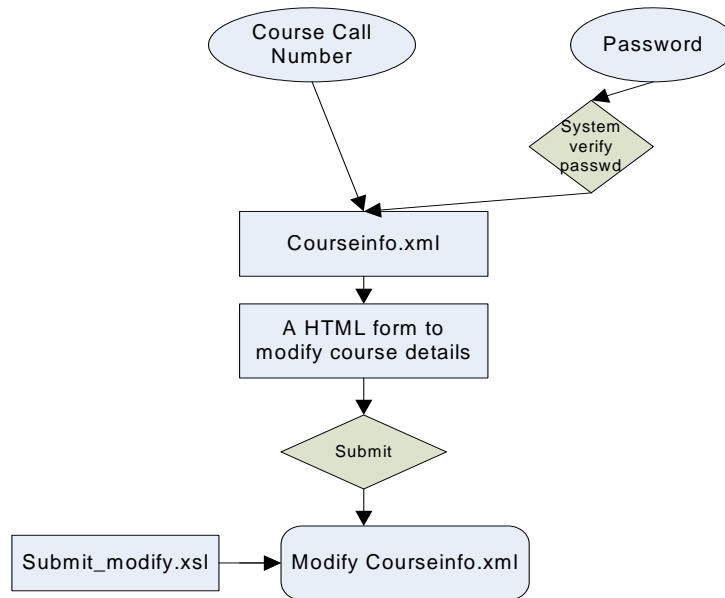 Course Call
Number
Password
System
verify
passwd
Courseinfo.xml
A HTML form to
modify course details
Submit
Submit_modify.xsl
Modify Courseinfo.xml